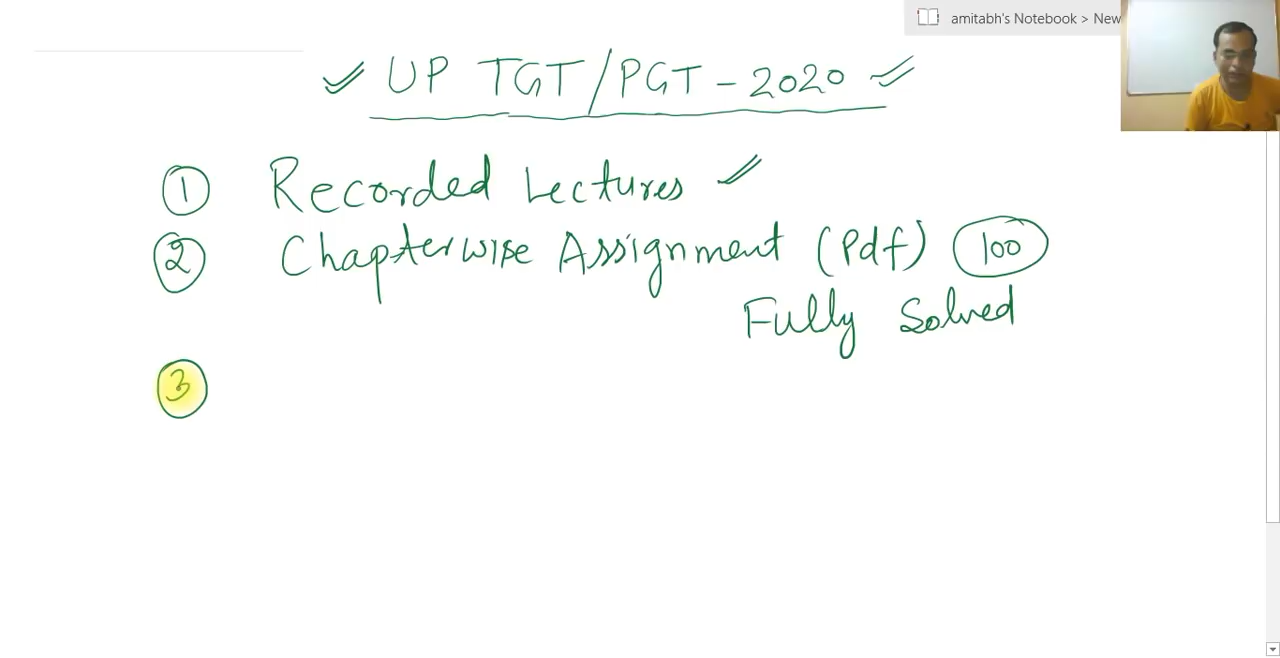 amitabh's Notebook > New
UP TGT/PGT - 2020
① Recorded Lectures
② Chapterwise Assignment (Pdf) 100
Fully Solved
③